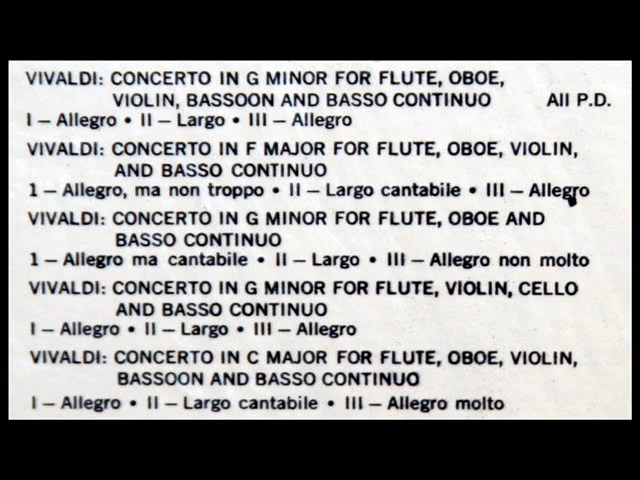 VIVALDI: CONCERTO IN G MINOR FOR FLUTE, OBOE,
VIOLIN, BASSOON AND BASSO CONTINUO All P.D.
I — Allegro • II — Largo • III — Allegro
VIVALDI: CONCERTO IN F MAJOR FOR FLUTE, OBOE, VIOLIN,
AND BASSO CONTINUO
1 — Allegro, ma non troppo • II — Largo cantabile • III — Allegro
VIVALDI: CONCERTO IN G MINOR FOR FLUTE, OBOE AND
BASSO CONTINUO
1 — Allegro ma cantabile • II — Largo • III — Allegro non molto
VIVALDI: CONCERTO IN G MINOR FOR FLUTE, VIOLIN, CELLO
AND BASSO CONTINUO
I — Allegro • II — Largo • III — Allegro
VIVALDI: CONCERTO IN C MAJOR FOR FLUTE, OBOE, VIOLIN,
BASSOON AND BASSO CONTINUO
I — Allegro • II — Largo cantabile • III — Allegro molto